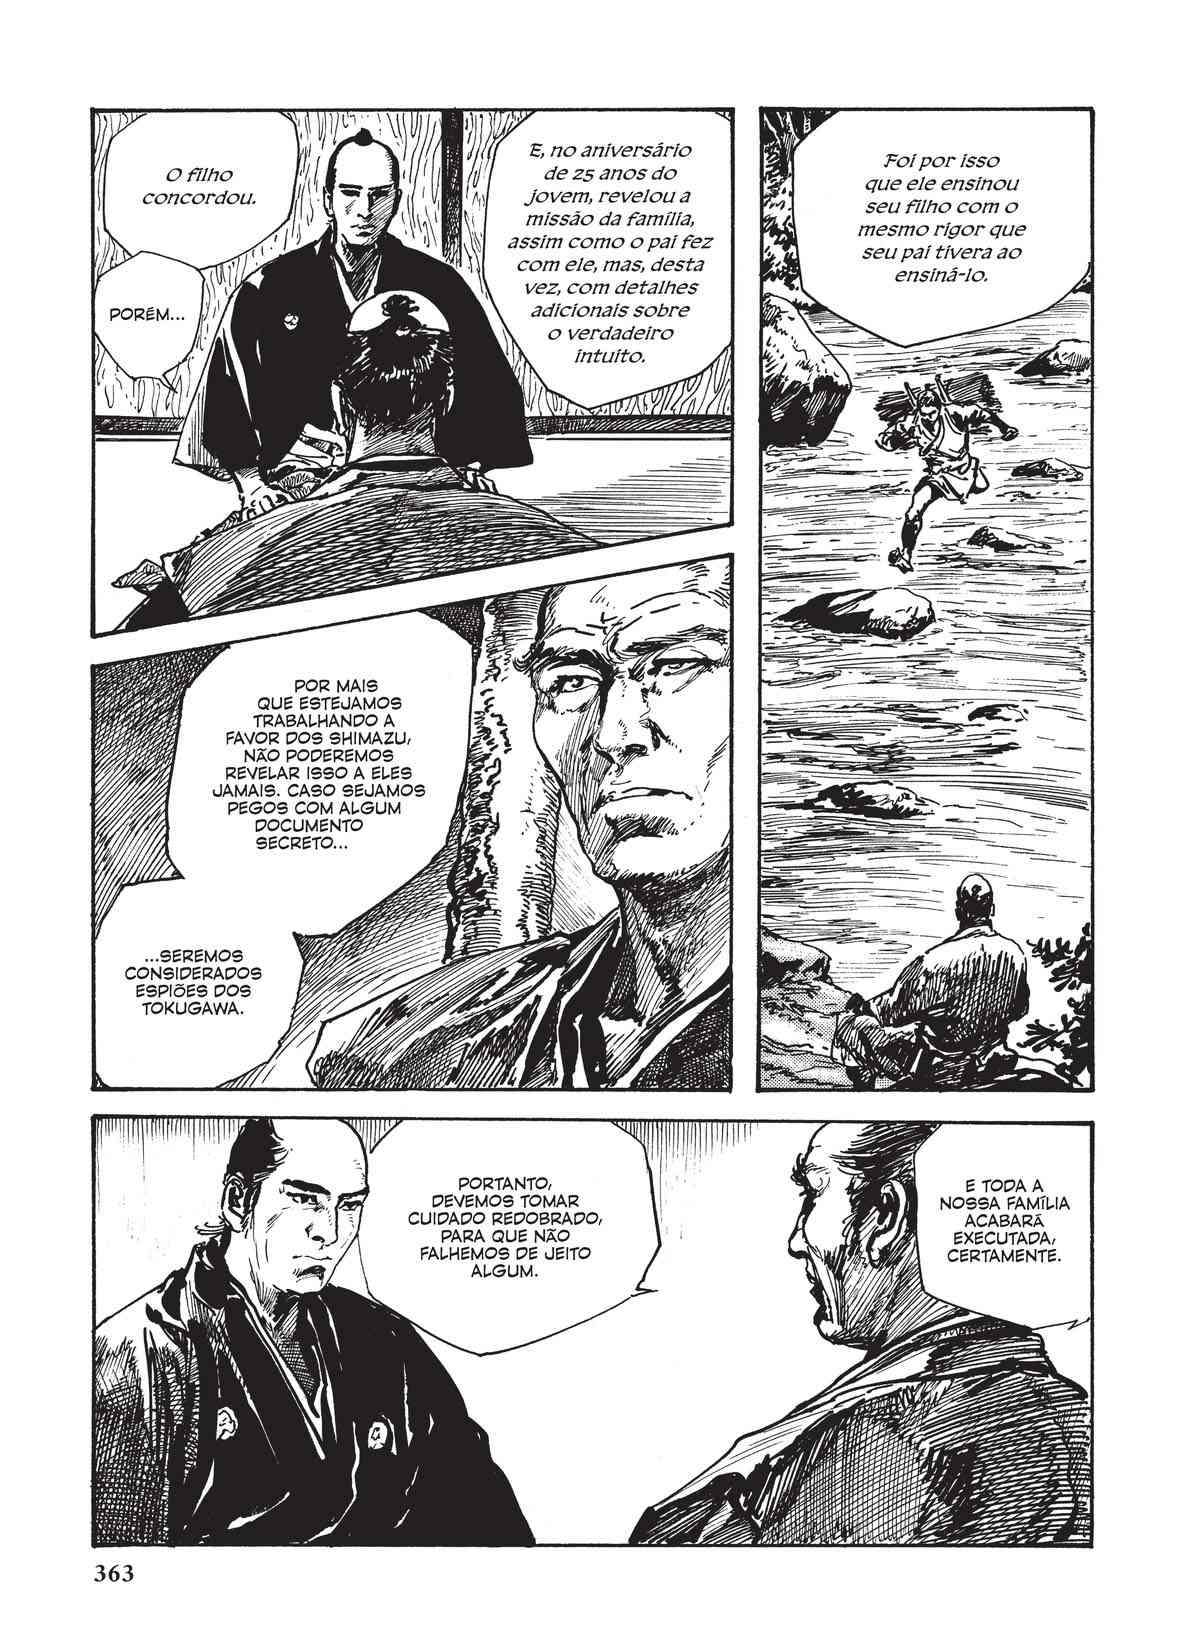 Foi por isso
que ele ensinou
seu filho com o
mesmo rigor que
seu pai tivera ao
ensiná-lo.
E, no aniversário
de 25 anos do
jovem, revelou a
missão da família,
assim como o pai fez
com ele, mas, desta
vez, com detalhes
adicionais sobre
o verdadeiro
intuito.
O filho
concordou.
PORÉM...
POR MAIS
QUE ESTEJAMOS
TRABALHANDO A
FAVOR DOS SHIMAZU,
NÃO PODEREMOS
REVELAR ISSO A ELES
JAMAIS. CASO SEJAMOS
PEGOS COM ALGUM
DOCUMENTO
SECRETO...
...SEREMOS
CONSIDERADOS
ESPIÕES DOS
TOKUGAWA.
E TODA A
NOSSA FAMÍLIA
ACABARÁ
EXECUTADA,
CERTAMENTE.
PORTANTO,
DEVEMOS TOMAR
CUIDADO REDOBRADO,
PARA QUE NÃO
FALHEMOS DE JEITO
ALGUM.
363